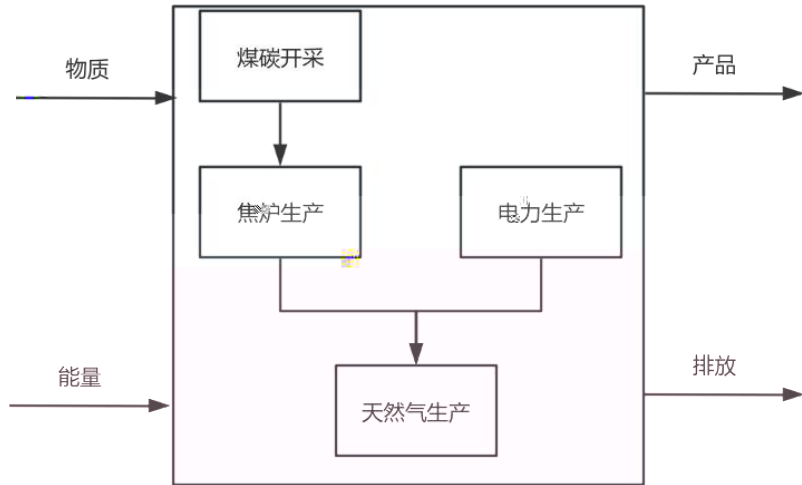 煤碳开采
物质
产品
焦炉生产
电力生产
能量
排放
天然气生产